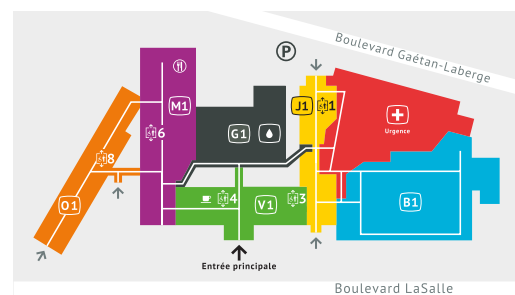 Boulevard Gaétan-Laberge
P
M1
J1
1
G1
Urgence
6
8
O1
4
V1
3
B1
Entrée principale
Boulevard LaSalle